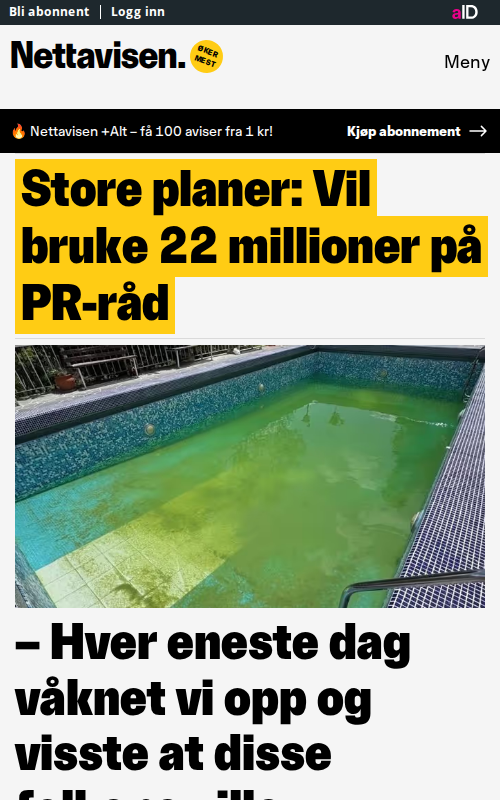 Bli abonnent | Logg inn
aID
Nettavisen.
ØKER
MEST
Meny
Nettavisen +Alt – få 100 aviser fra 1 kr!
Kjøp abonnement
Store planer: Vil
bruke 22 millioner på
PR-råd
– Hver eneste dag
våknet vi opp og
visste at disse